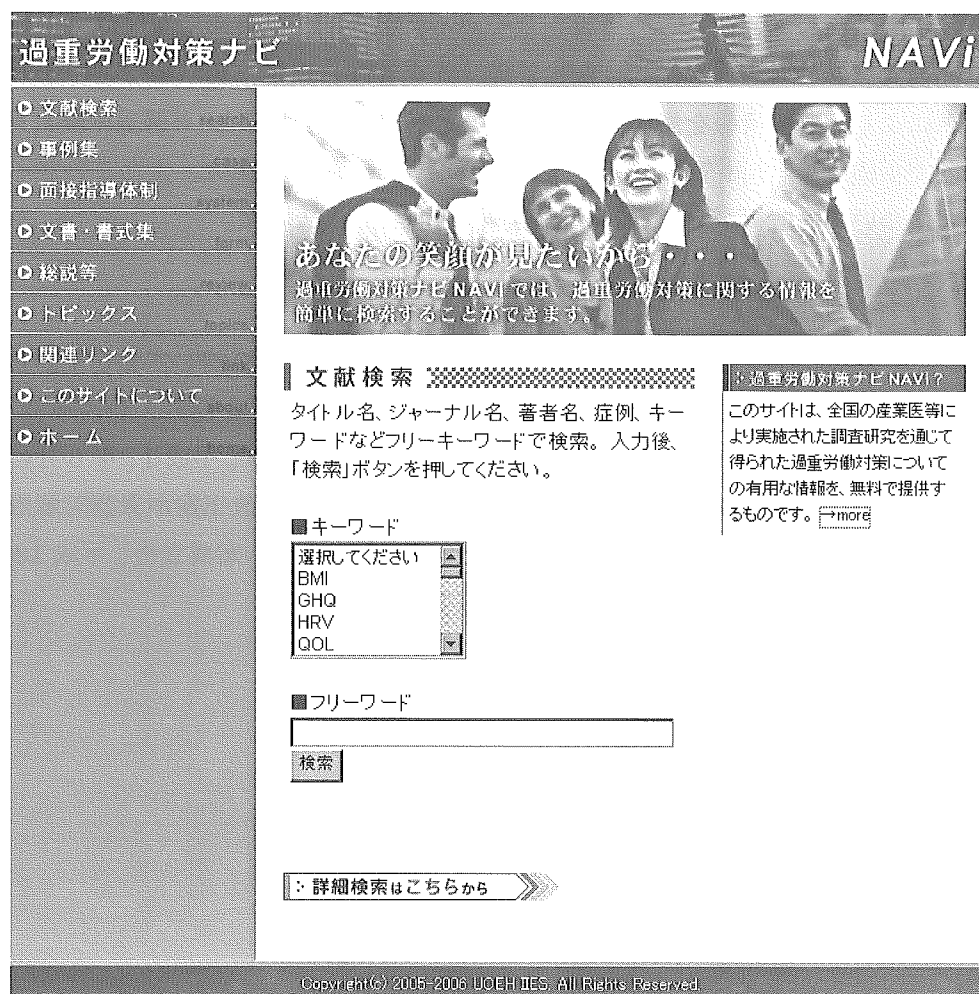 過重労働対策ナビ
NAVi
文献検索
事例集
面接指導体制
文書・書式集
総説等
トピックス
関連リンク
このサイトについて
ホーム
あなたの笑顔が見たいから・・・
過重労働対策ナビ NAVI では、過重労働対策に関する情報を
簡単に検索することができます。
文献検索
タイトル名、ジャーナル名、著者名、症例、キー
ワードなどフリーキーワードで検索。入力後、
「検索」ボタンを押してください。
■キーワード
選択してください
BMI
GHQ
HRV
QOL
■フリーワード
検索
詳細検索はこちらから
過重労働対策ナビ NAVI？
このサイトは、全国の産業医等に
より実施された調査研究を通じて
得られた過重労働対策について
の有用な情報を、無料で提供す
るものです。→more
Copyright(c) 2005-2006 UOEH IIES. All Rights Reserved.